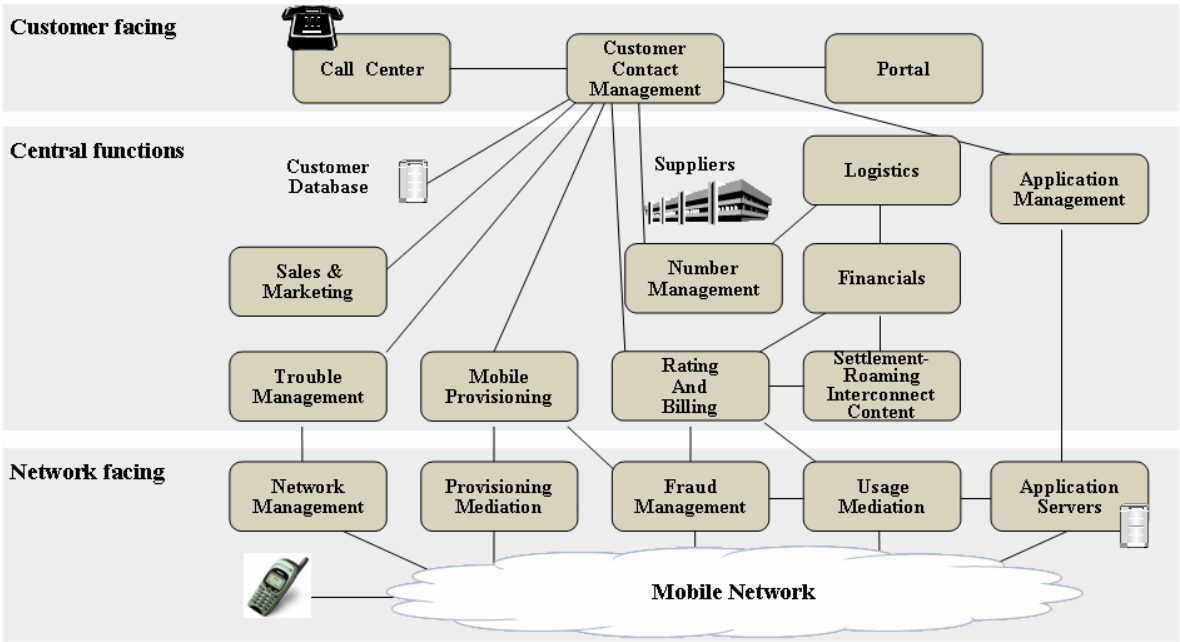 Customer facing
Call Center
Customer
Contact
Management
Portal
Central functions
Customer
Database
Suppliers
Logistics
Application
Management
Sales &
Marketing
Number
Management
Financials
Trouble
Management
Mobile
Provisioning
Rating
And
Billing
Settlement-
Roaming
Interconnect
Content
Network facing
Network
Management
Provisioning
Mediation
Fraud
Management
Usage
Mediation
Application
Servers
Mobile Network